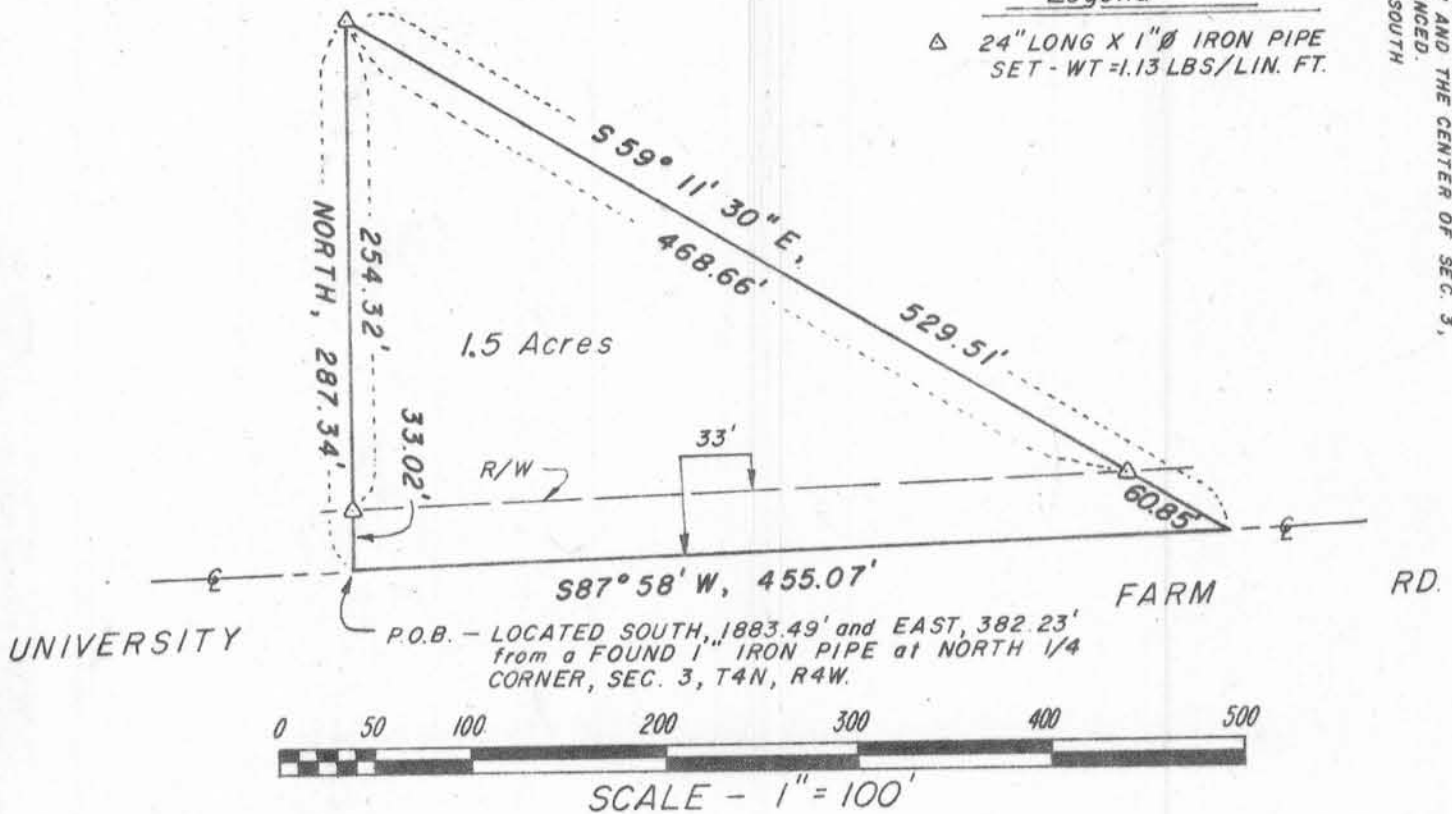 Legend
△ 24" LONG X 1"Ø IRON PIPE
SET - WT = 1.13 LBS/LIN. FT.
AND THE CENTER OF SEC. 3,
SOUTH
S 59° 11' 30" E,
468.66'
529.51'
NORTH, 287.34'
254.32'
33.02'
1.5 Acres
33'
R/W
60.85'
S87° 58' W, 455.07'
℄
℄
UNIVERSITY FARM RD.
P.O.B. - LOCATED SOUTH, 1883.49' and EAST, 382.23'
from a FOUND 1" IRON PIPE at NORTH 1/4
CORNER, SEC. 3, T4N, R4W.
0 50 100 200 300 400 500
SCALE - 1" = 100'